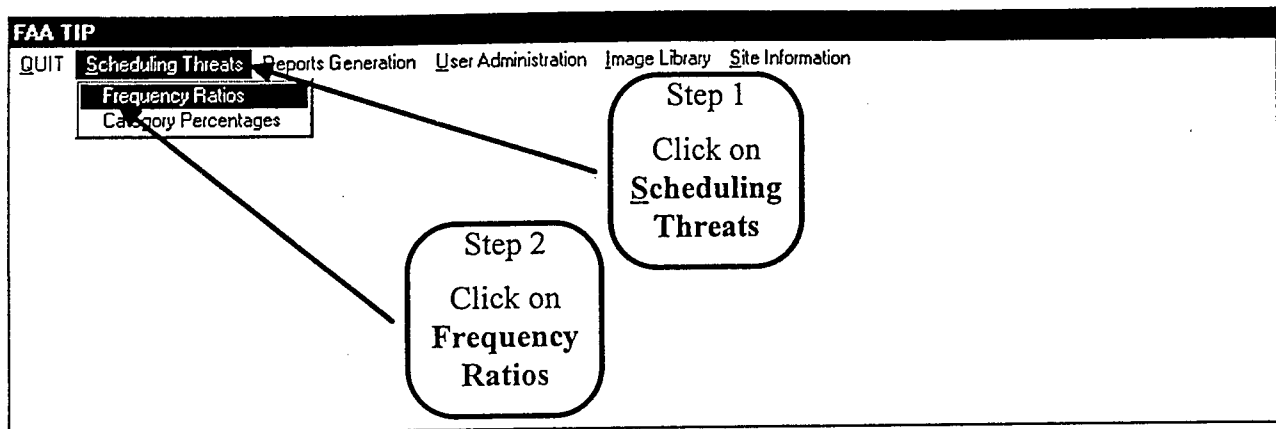 FAA TIP
QUIT Scheduling Threats Reports Generation User Administration Image Library Site Information
Frequency Ratios
Category Percentages
Step 1
Click on
Scheduling
Threats
Step 2
Click on
Frequency
Ratios